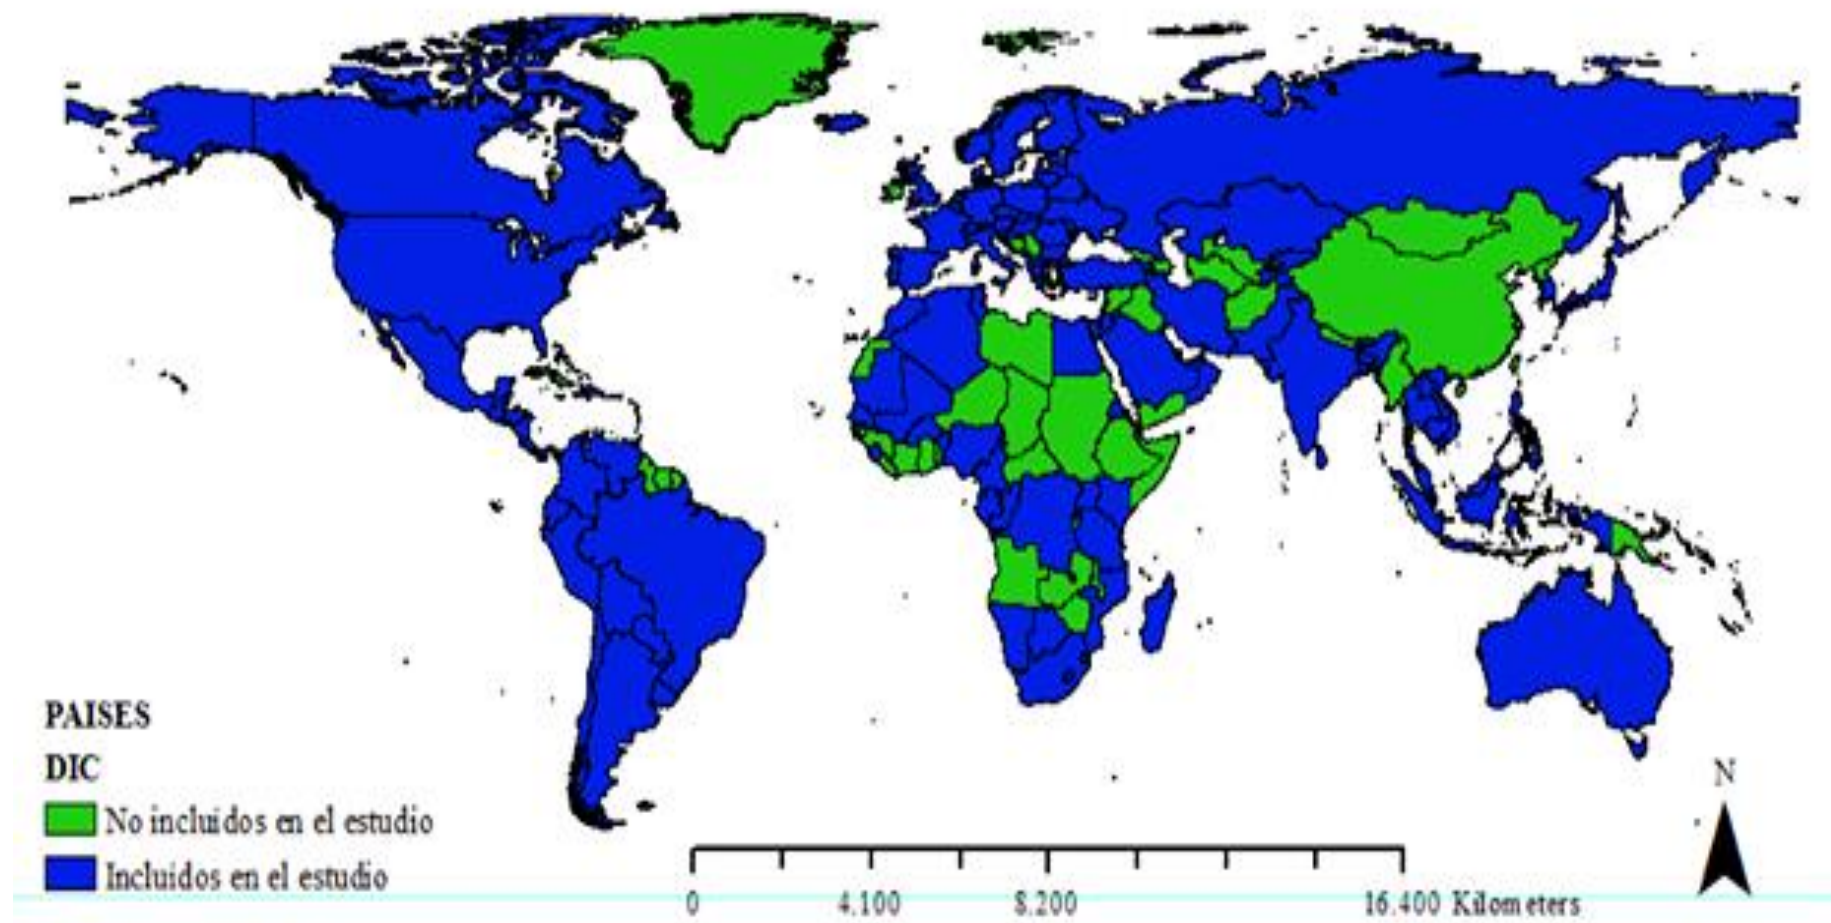 PAISES
DIC
No incluidos en el estudio
Incluidos en el estudio
0 4.100 8.200 16.400 Kilometers
N